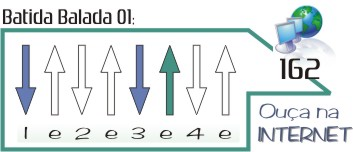 Batida Balada 01:
162
1 e 2 e 3 e 4 e
Ouça na
INTERNET